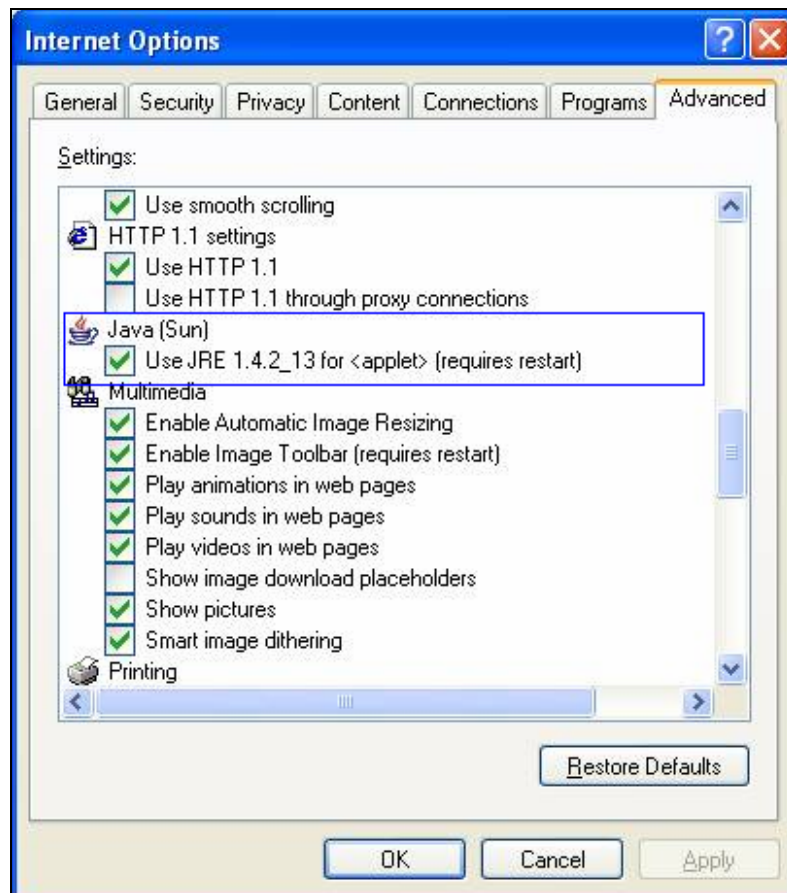 Internet Options
General Security Privacy Content Connections Programs Advanced
Settings:
Use smooth scrolling
HTTP 1.1 settings
Use HTTP 1.1
Use HTTP 1.1 through proxy connections
Java (Sun)
Use JRE 1.4.2_13 for <applet> (requires restart)
Multimedia
Enable Automatic Image Resizing
Enable Image Toolbar (requires restart)
Play animations in web pages
Play sounds in web pages
Play videos in web pages
Show image download placeholders
Show pictures
Smart image dithering
Printing
Restore Defaults
OK Cancel Apply